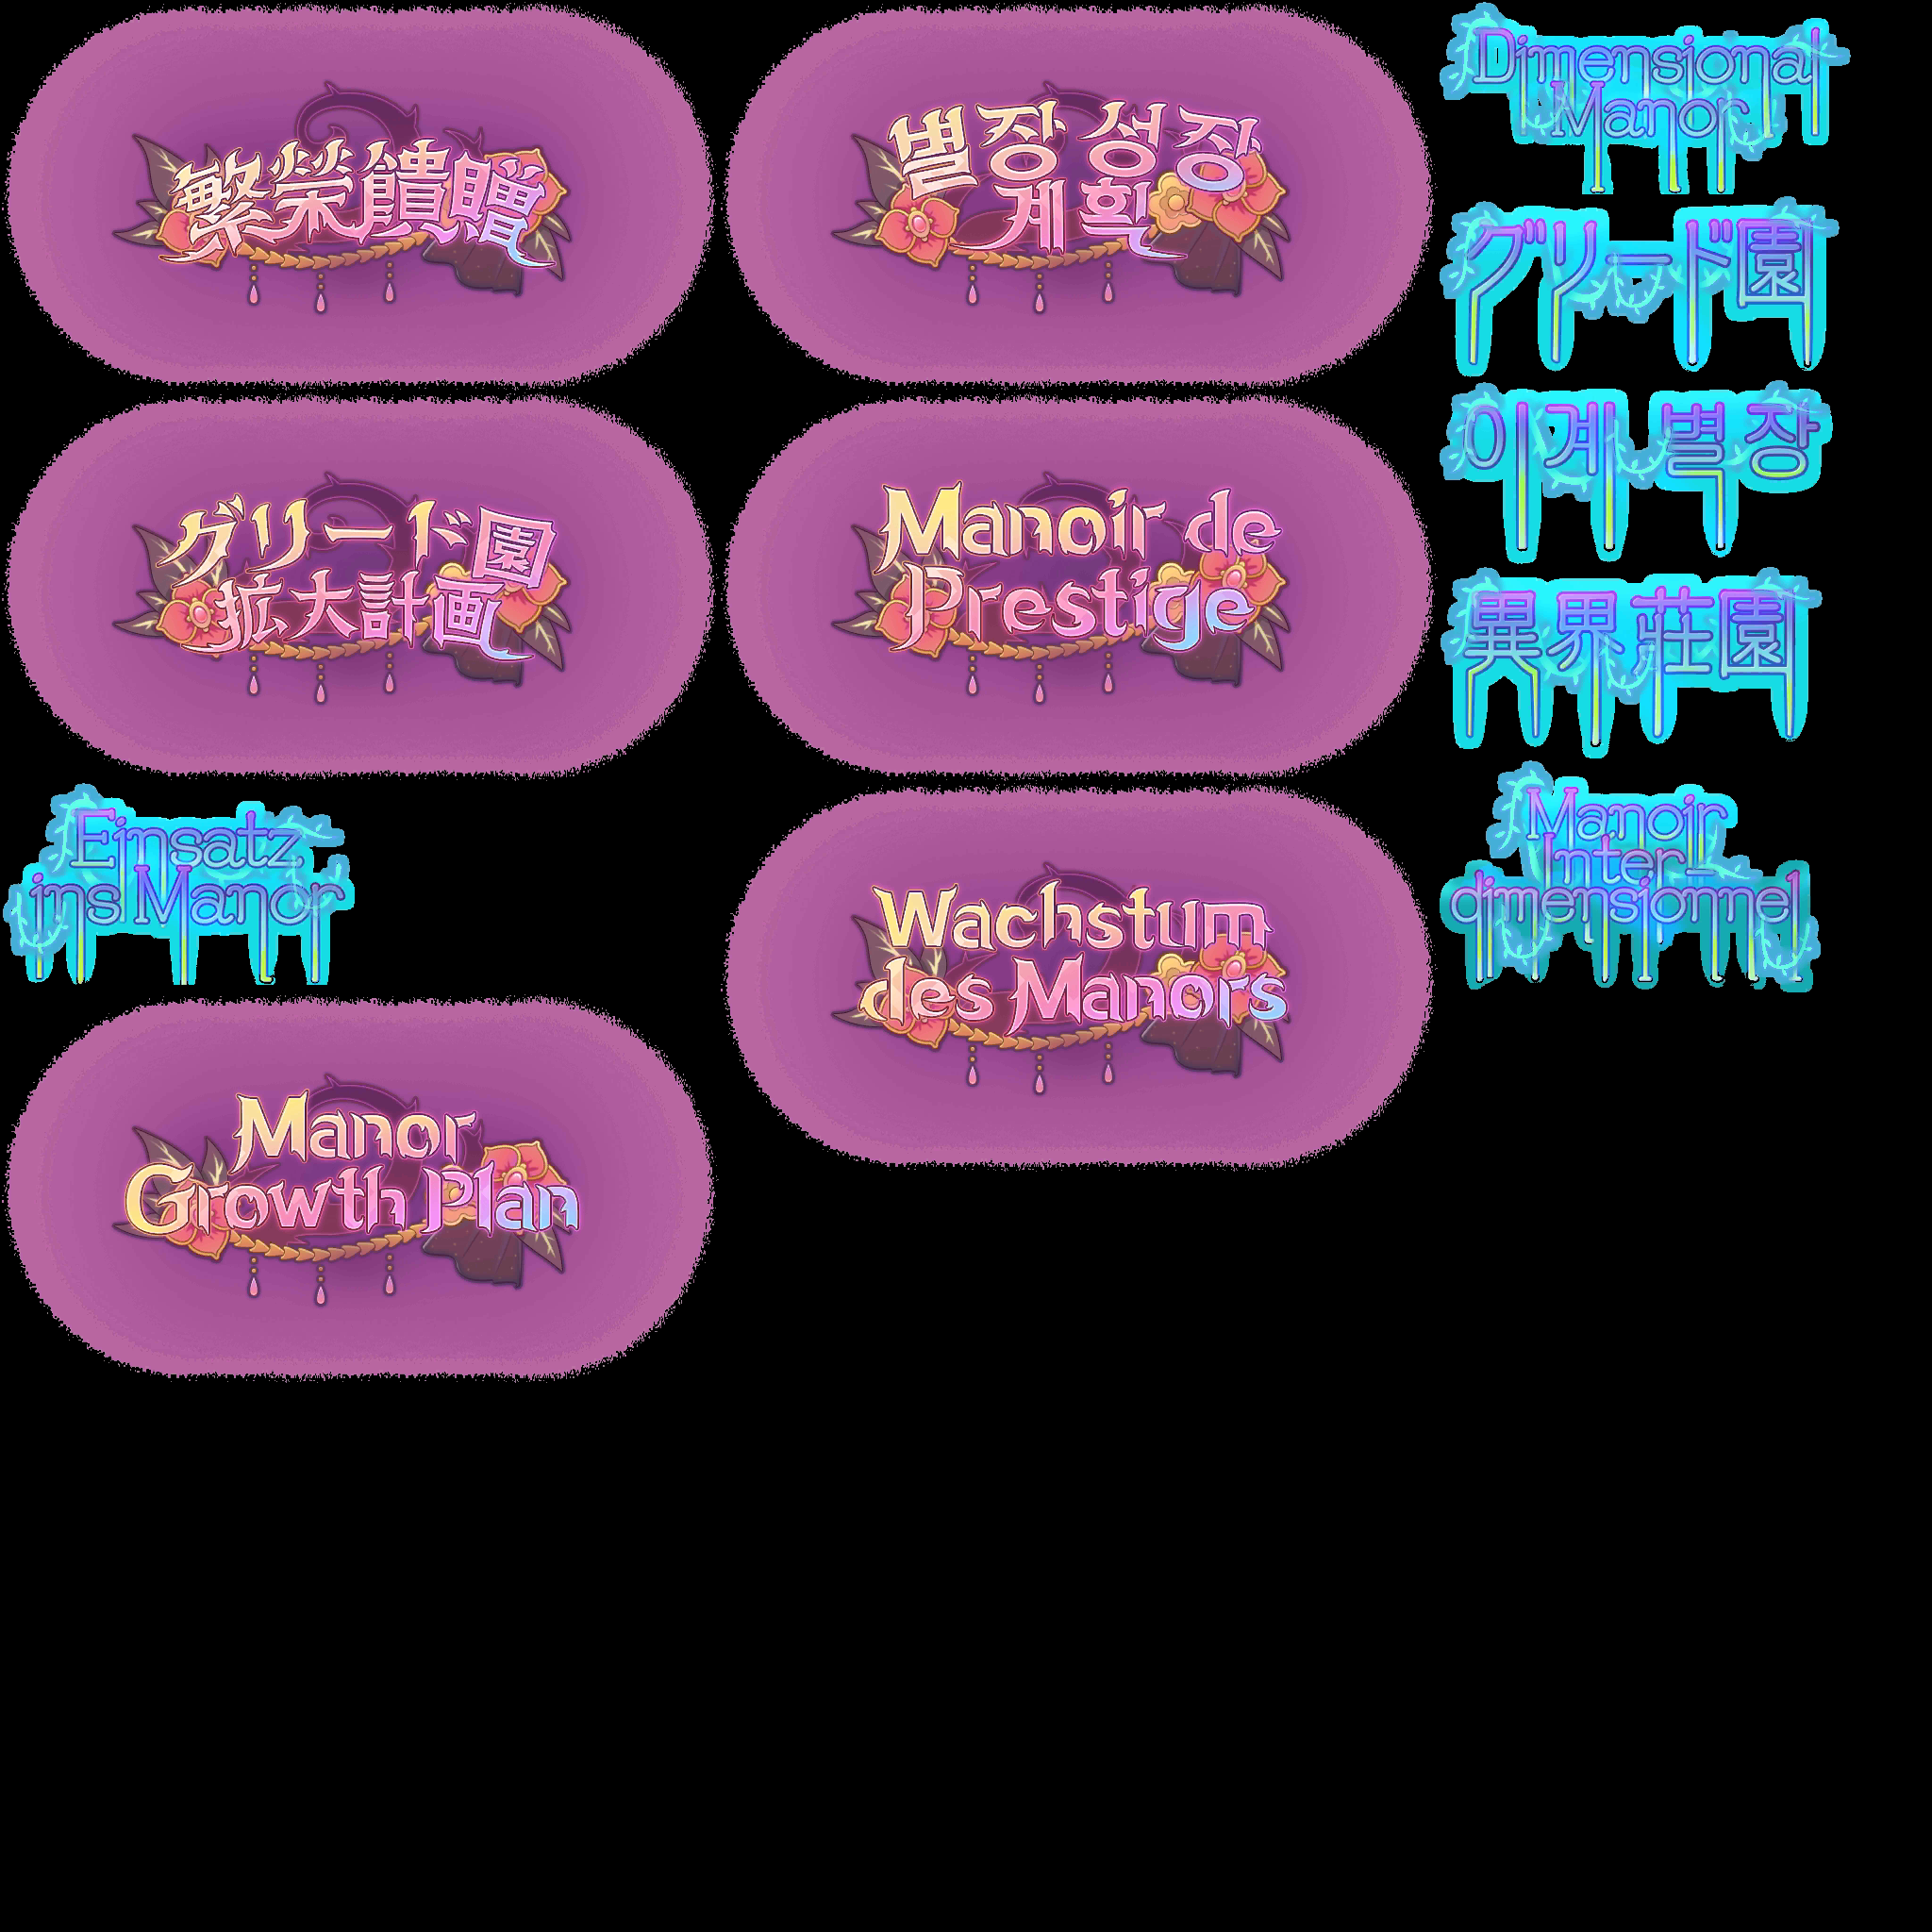 繁榮饋贈
별장 성장
계획
Dimensional
Manor
グリード園
이계 별장
グリード園
拡大計画
Manoir de
Prestige
異界莊園
Einsatz
ins Manor
Wachstum
des Manors
Manoir
Inter-
dimensionnel
Manor
Growth Plan